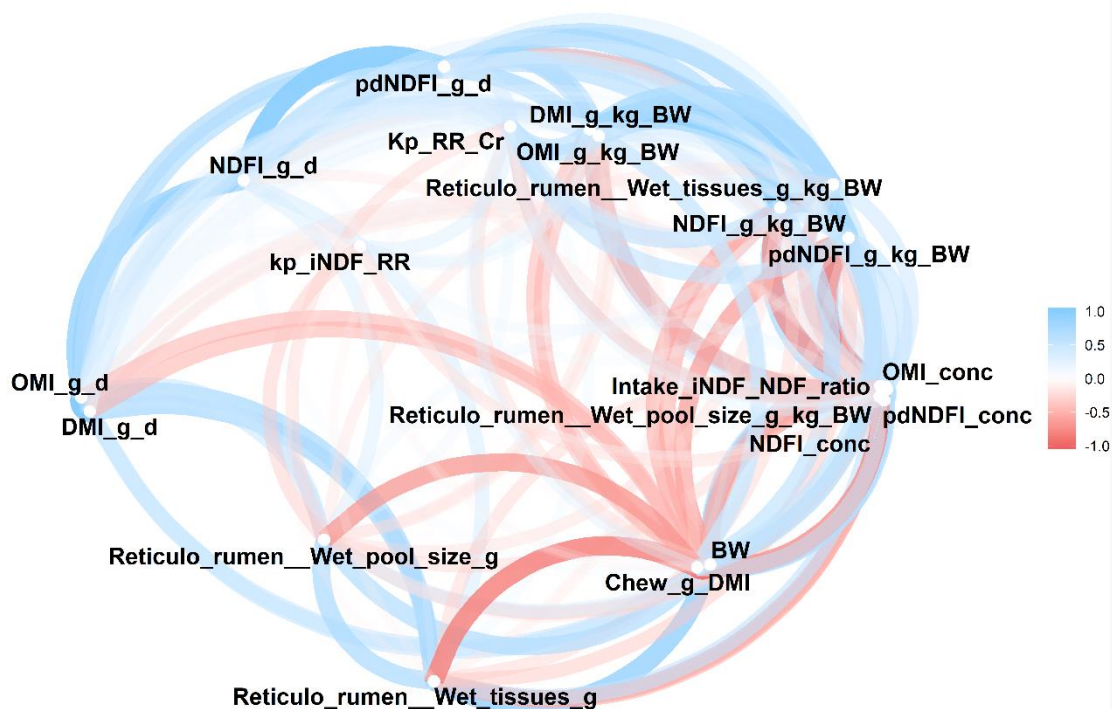 pdNDFI_g_d
DMI_g_kg_BW
Kp_RR_Cr
OMI_g_kg_BW
NDFI_g_d
Reticulo_rumen__Wet_tissues_g_kg_BW
NDFI_g_kg_BW
pdNDFI_g_kg_BW
kp_iNDF_RR
1.0
0.5
0.0
-0.5
-1.0
OMI_g_d
DMI_g_d
OMI_conc
Intake_iNDF_NDF_ratio
Reticulo_rumen__Wet_pool_size_g_kg_BW
pdNDFI_conc
NDFI_conc
Reticulo_rumen__Wet_pool_size_g
BW
Chew_g_DMI
Reticulo_rumen__Wet_tissues_g